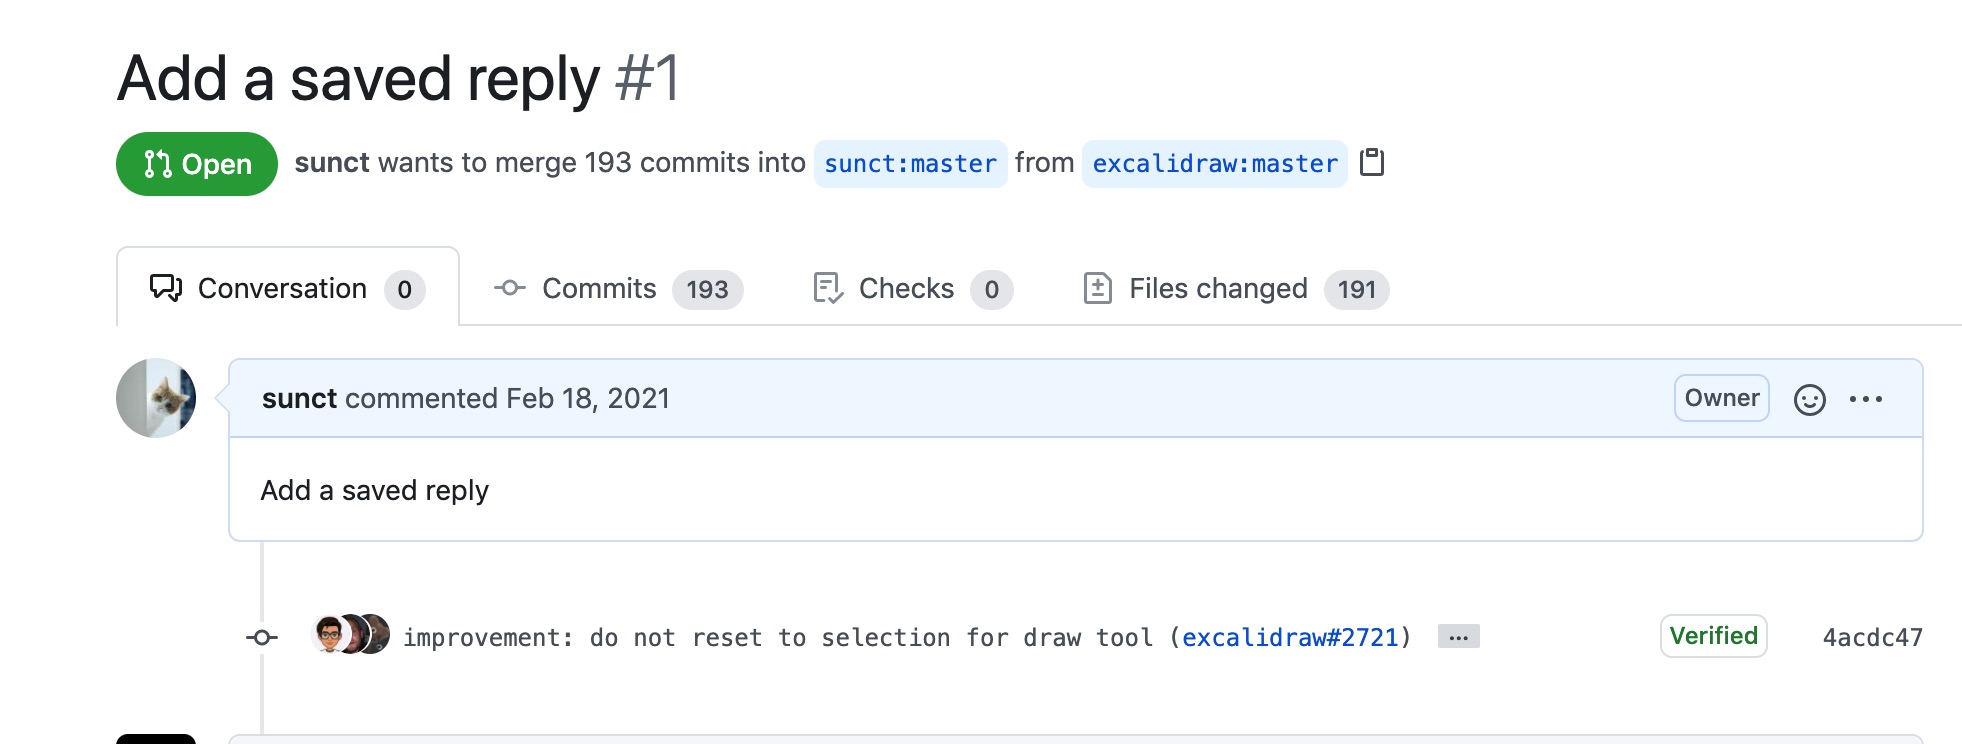 Add a saved reply #1
Open sunct wants to merge 193 commits into sunct:master from excalidraw:master
Conversation 0 Commits 193 Checks 0 Files changed 191
sunct commented Feb 18, 2021 Owner
Add a saved reply
improvement: do not reset to selection for draw tool (excalidraw#2721) ... Verified 4acdc47